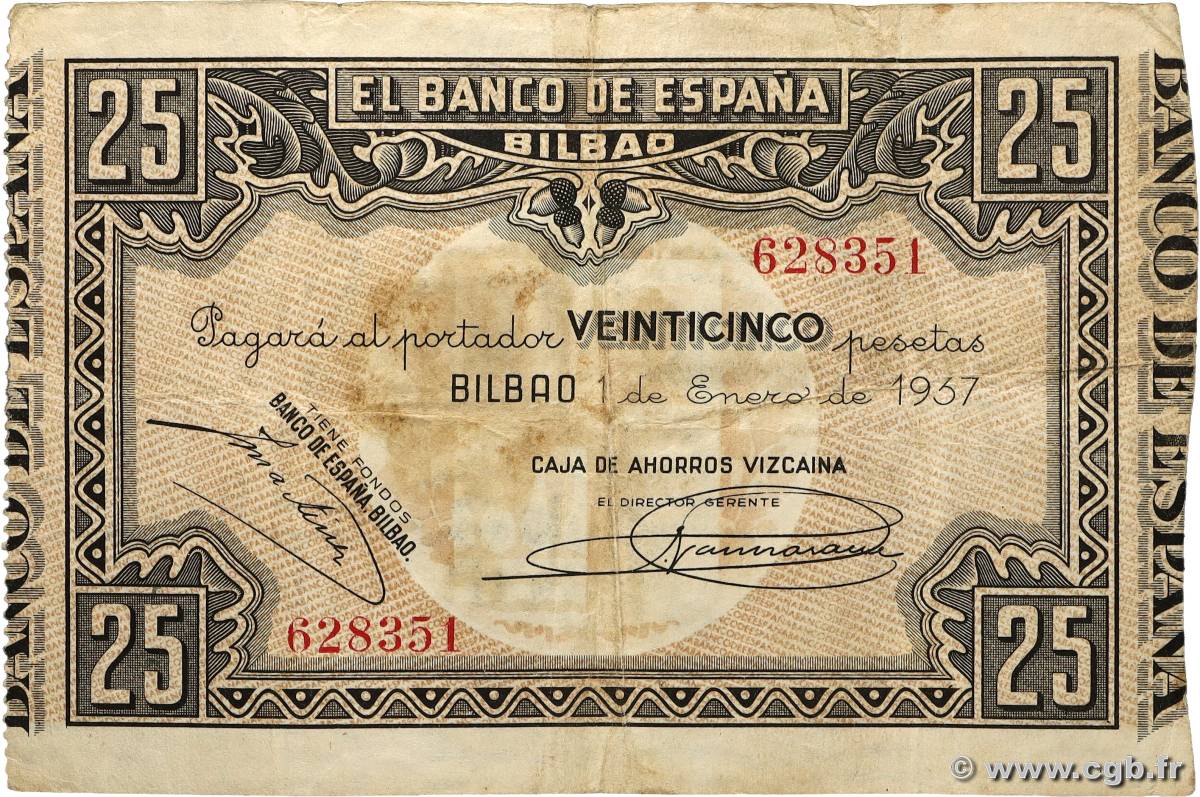 25 EL BANCO DE ESPAÑA 25
BILBAO
BANCO DE ESPAÑA
BANCO DE ESPAÑA
628351
Pagará al portador VEINTICINCO pesetas
BILBAO 1 de Enero de 1937
TIENE FONDOS
BANCO DE ESPAÑA, BILBAO.
CAJA DE AHORROS VIZCAINA
EL DIRECTOR GERENTE
628351
25 25
© www.cgb.fr